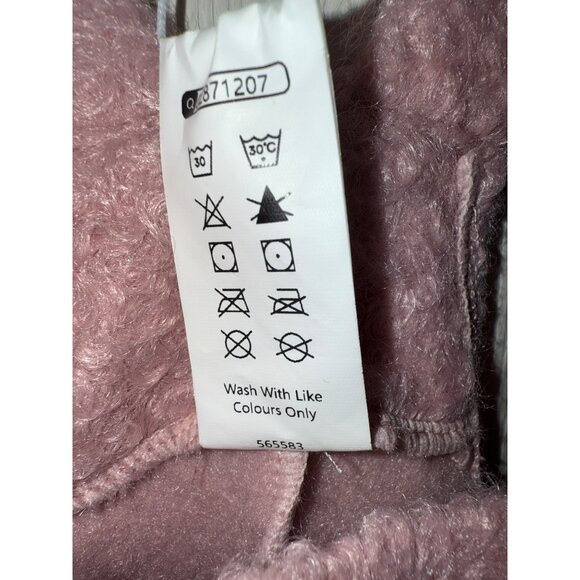 871207
30
30°C
Wash With Like
Colours Only
565583